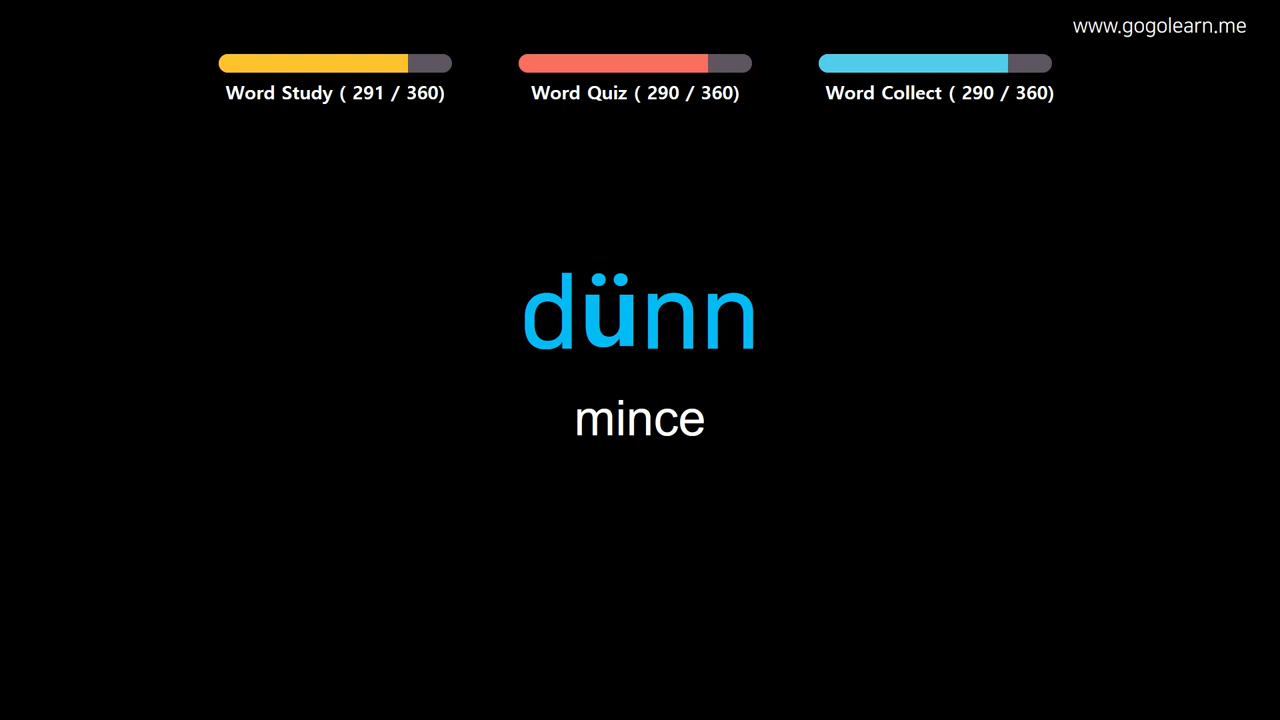 www.gogolearn.me
Word Study ( 291 / 360)
Word Quiz ( 290 / 360)
Word Collect ( 290 / 360)
dünn
mince